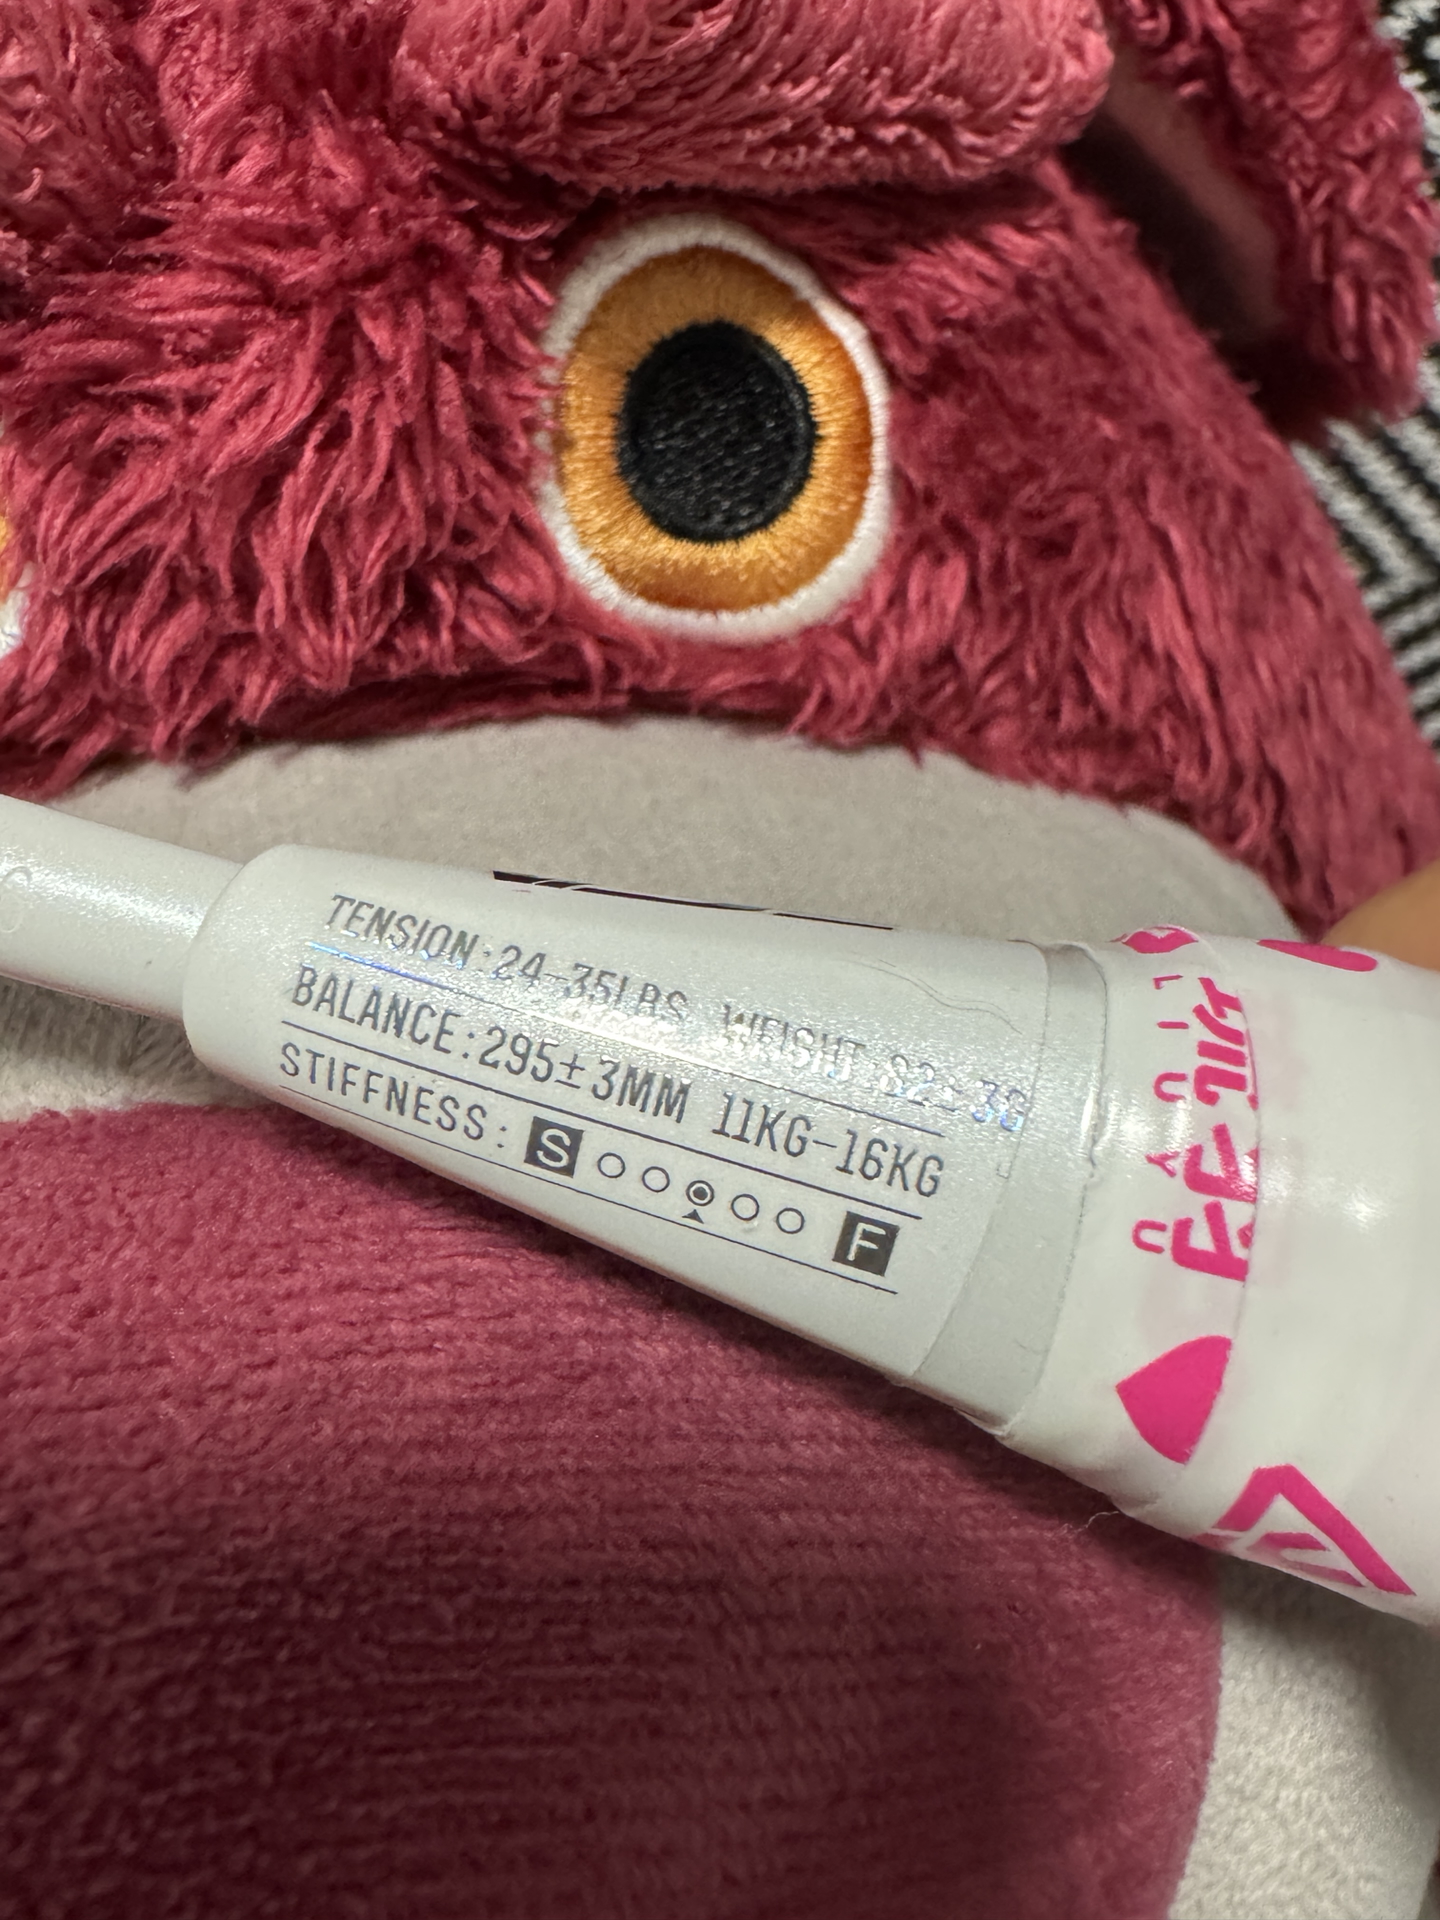 TENSION:24-35LBS WEIGHT:82±3G
BALANCE:295±3MM 11KG-16KG
STIFFNESS: S F